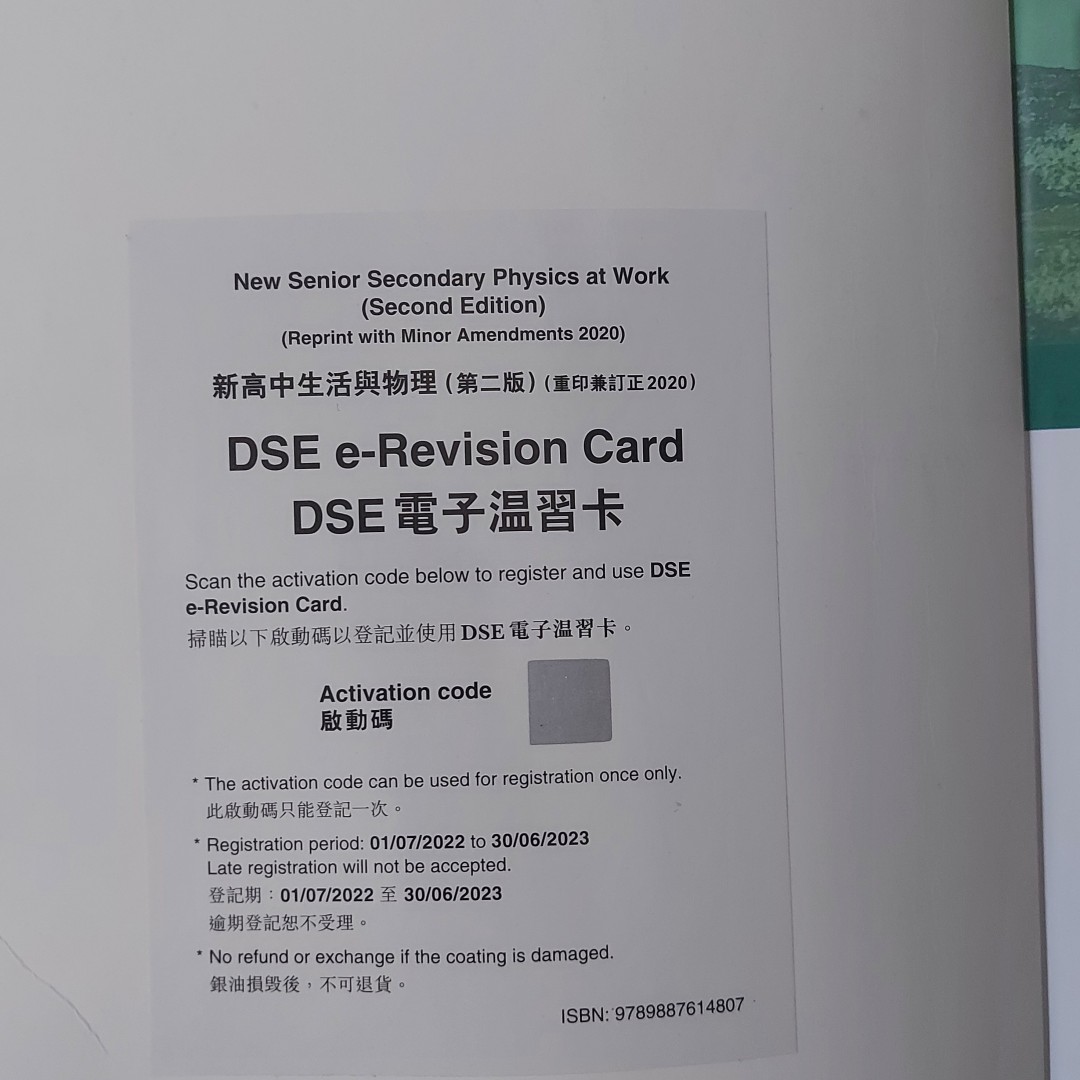 New Senior Secondary Physics at Work
(Second Edition)
(Reprint with Minor Amendments 2020)
新高中生活與物理(第二版)(重印兼訂正2020)
DSE e-Revision Card
DSE電子温習卡
Scan the activation code below to register and use DSE
e-Revision Card.
掃瞄以下啟動碼以登記並使用DSE電子温習卡。
Activation code
啟動碼
* The activation code can be used for registration once only.
此啟動碼只能登記一次。
* Registration period: 01/07/2022 to 30/06/2023
Late registration will not be accepted.
登記期:01/07/2022 至 30/06/2023
逾期登記恕不受理。
* No refund or exchange if the coating is damaged.
銀油損毀後,不可退貨。
ISBN: 9789887614807